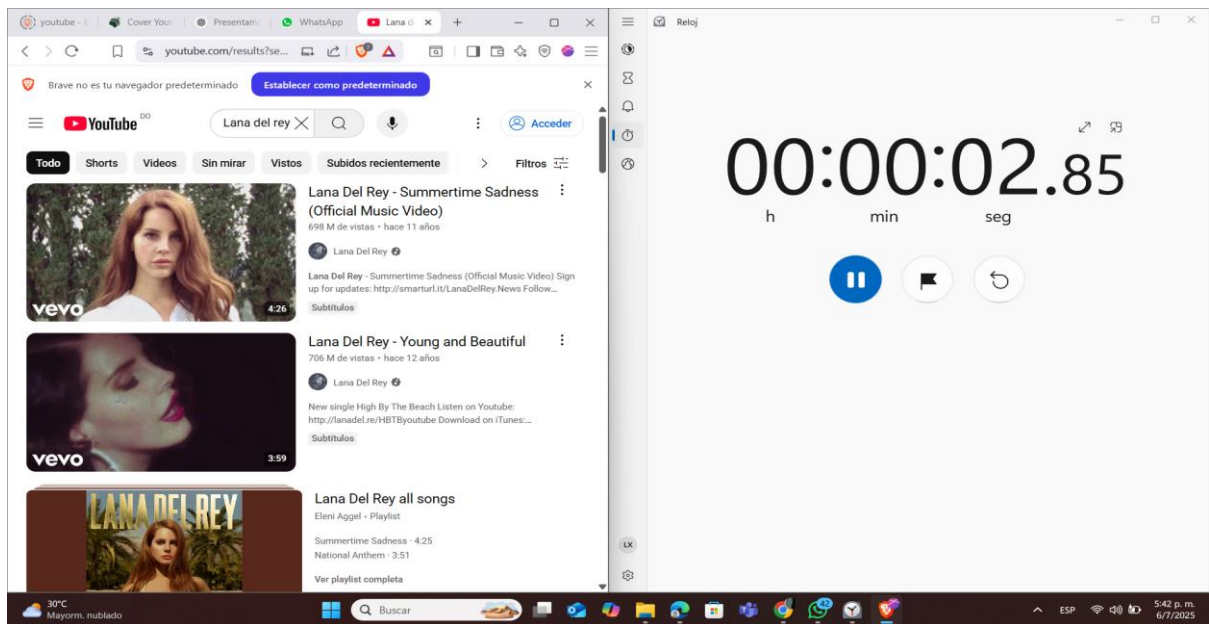 youtube - B
Cover Your
Presentam
WhatsApp
Lana d
youtube.com/results?se...
Brave no es tu navegador predeterminado
Establecer como predeterminado
YouTube DO
Lana del rey
Acceder
Todo
Shorts
Videos
Sin mirar
Vistos
Subidos recientemente
Filtros
Lana Del Rey - Summertime Sadness
(Official Music Video)
698 M de vistas • hace 11 años
Lana Del Rey
Lana Del Rey - Summertime Sadness (Official Music Video) Sign
up for updates: http://smarturl.it/LanaDelRey.News Follow...
Subtítulos
vevo
4:26
Lana Del Rey - Young and Beautiful
706 M de vistas • hace 12 años
Lana Del Rey
New single High By The Beach Listen on Youtube:
http://lanadel.re/HBTByoutube Download on iTunes:...
Subtítulos
vevo
3:59
LANA DEL REY
Lana Del Rey all songs
Eleni Aggel • Playlist
Summertime Sadness · 4:25
National Anthem · 3:51
Ver playlist completa
Reloj
00:00:02.85
h
min
seg
LX
30°C
Mayorm. nublado
Buscar
42
ESP
5:42 p. m.
6/7/2025